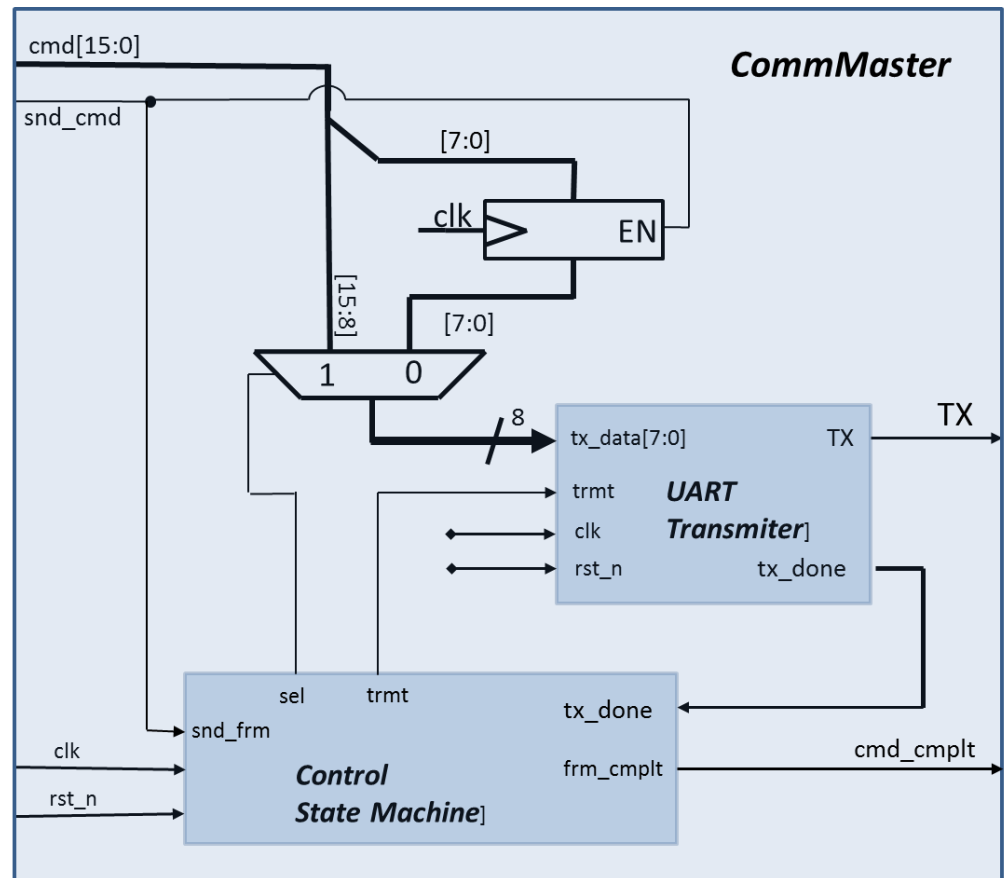 cmd[15:0]
CommMaster
snd_cmd
[7:0]
clk
EN
[15:8]
[7:0]
1
0
8
TX
tx_data[7:0]
TX
trmt
UART
Transmiter]
clk
rst_n
tx_done
sel
trmt
snd_frm
tx_done
clk
Control
State Machine]
frm_cmplt
cmd_cmplt
rst_n